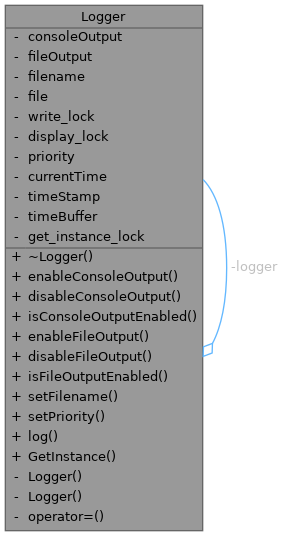 Logger
- consoleOutput
- fileOutput
- filename
- file
- write_lock
- display_lock
- priority
- currentTime
- timeStamp
- timeBuffer
- get_instance_lock
+ ~Logger()
+ enableConsoleOutput()
+ disableConsoleOutput()
+ isConsoleOutputEnabled()
+ enableFileOutput()
+ disableFileOutput()
+ isFileOutputEnabled()
+ setFilename()
+ setPriority()
+ log()
+ GetInstance()
- Logger()
- Logger()
- operator=()
-logger